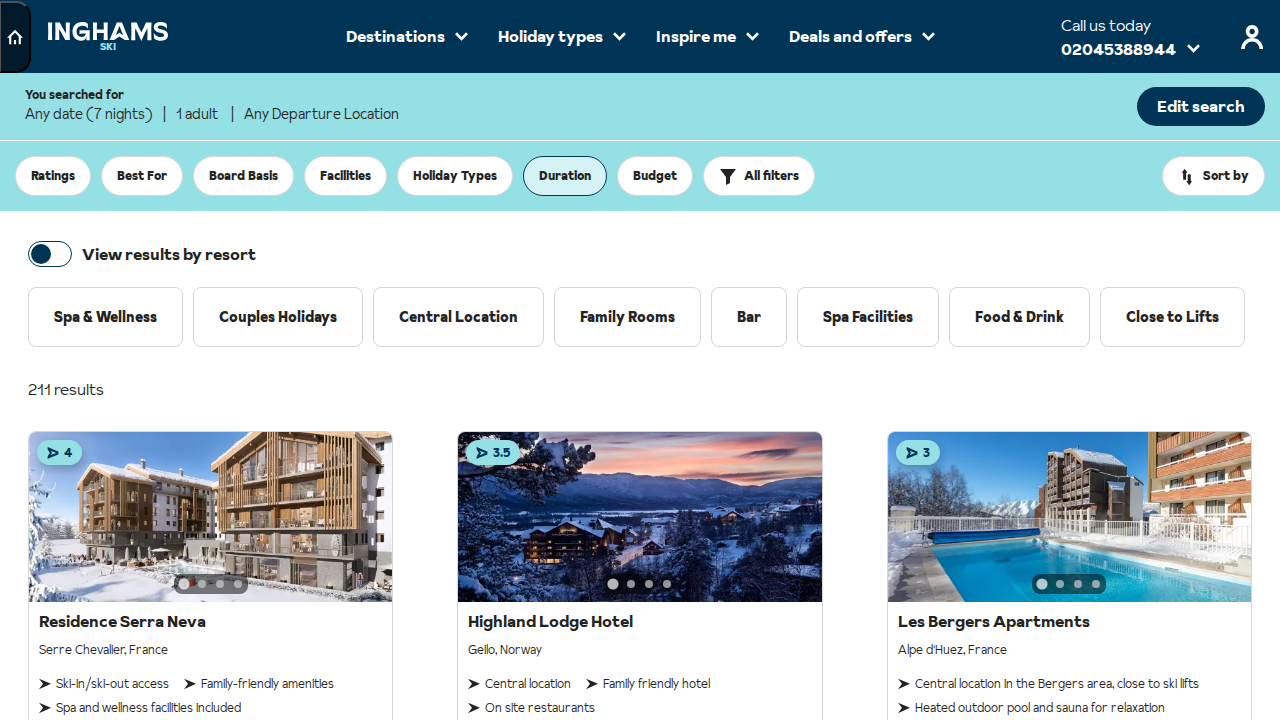 INGHAMS
SKI
Destinations
Holiday types
Inspire me
Deals and offers
Call us today
02045388944
You searched for
Any date (7 nights) | 1 adult | Any Departure Location
Edit search
Ratings
Best For
Board Basis
Facilities
Holiday Types
Duration
Budget
All filters
Sort by
View results by resort
Spa & Wellness
Couples Holidays
Central Location
Family Rooms
Bar
Spa Facilities
Food & Drink
Close to Lifts
211 results
4
Residence Serra Neva
Serre Chevalier, France
Ski-in/ski-out access
Family-friendly amenities
Spa and wellness facilities included
3.5
Highland Lodge Hotel
Geilo, Norway
Central location
Family friendly hotel
On site restaurants
3
Les Bergers Apartments
Alpe d'Huez, France
Central location in the Bergers area, close to ski lifts
Heated outdoor pool and sauna for relaxation